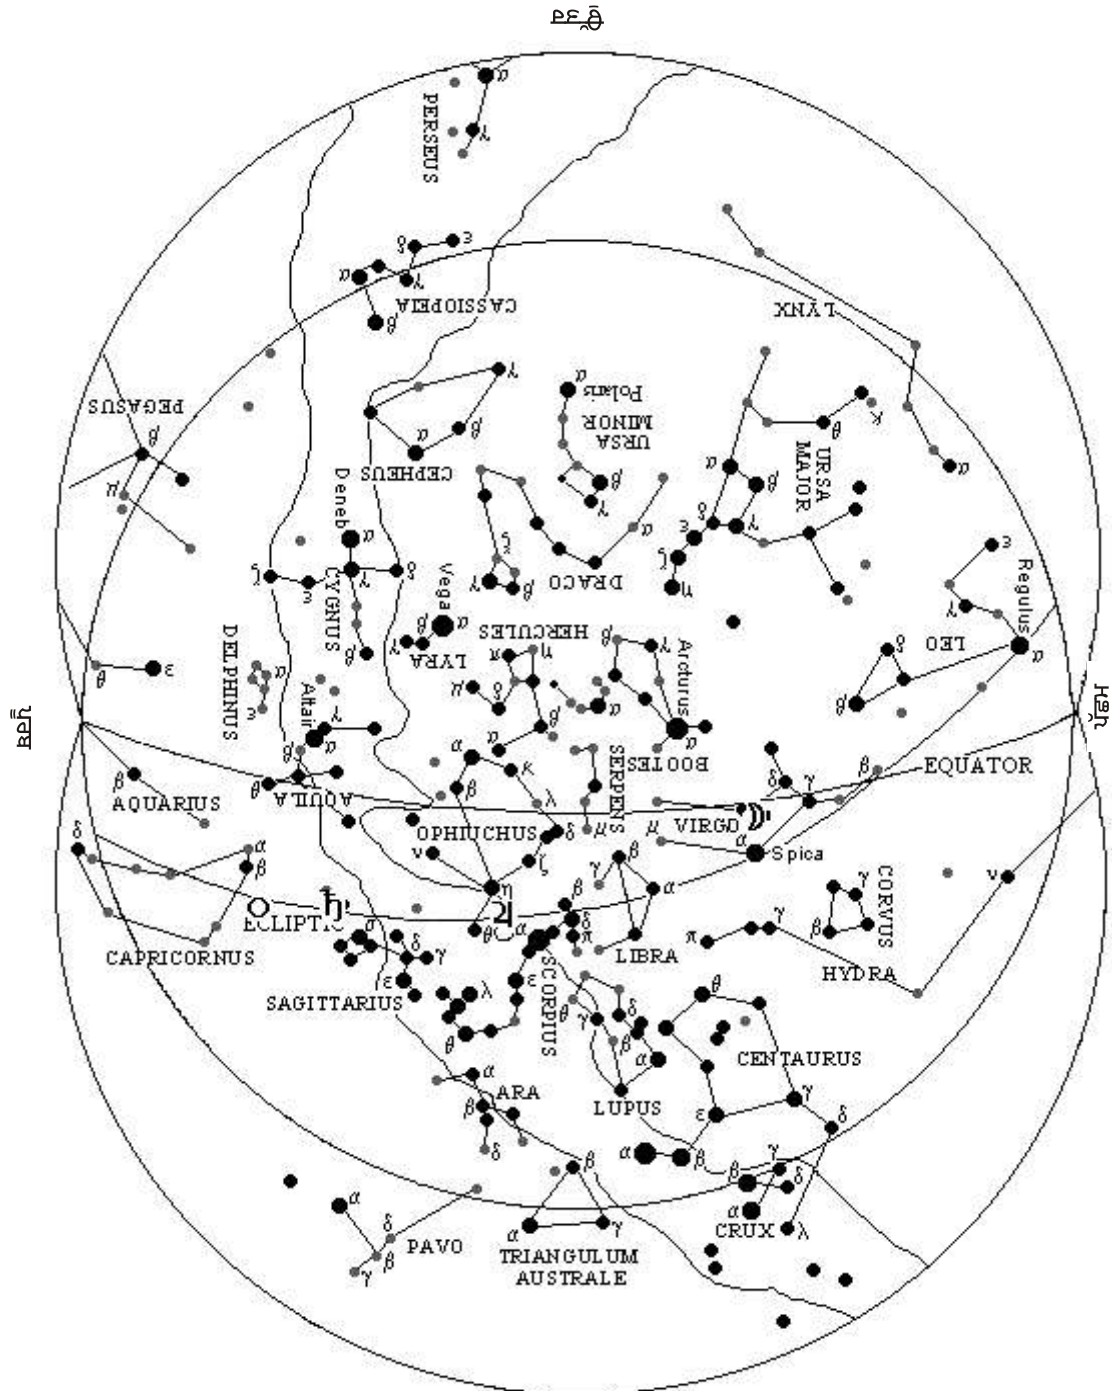 α
PERSEUS
γ
ε
δ
α
γ
CASSIOPEIA
β
LYNX
γ
α
Polaris
PEGASUS
β
URSA
MINOR
κ
θ
URSA
MAJOR
α
β
CEPHEUS
α
β
α
μ
Deneb
α
β
γ
δ
γ
ε
ζ
η
α
DRACO
ζ
ε
CYGNUS
γ
δ
ξ
γ
β
ε
Regulus
γ
Vega
α
β
γ
LYRA
β
HERCULES
π
η
β
γ
Arcturus
δ
LEO
α
θ
ε
DELPHINUS
α
ε
μ
δ
β
β
Altair
γ
α
β
θ
AQUILA
α
κ
β
λ
SERPENS
α
BOOTES
EQUATOR
β
AQUARIUS
δ
γ
β
OPHIUCHUS
δ
μ
μ
VIRGO
α
Spica
δ
α
β
ν
ζ
γ
β
α
η
ν
γ
CORVUS
β
ECLIPTIC
θ
β
δ
π
α
π
γ
CAPRICORNUS
σ
δ
γ
LIBRA
HYDRA
SAGITTARIUS
ε
λ
ε
SCORPIUS
θ
θ
γ
δ
β
θ
α
CENTAURUS
α
ARA
β
LUPUS
γ
ε
δ
δ
α
β
γ
β
β
δ
α
δ
α
γ
α
CRUX
λ
PAVO
β
γ
TRIANGULUM
AUSTRALE